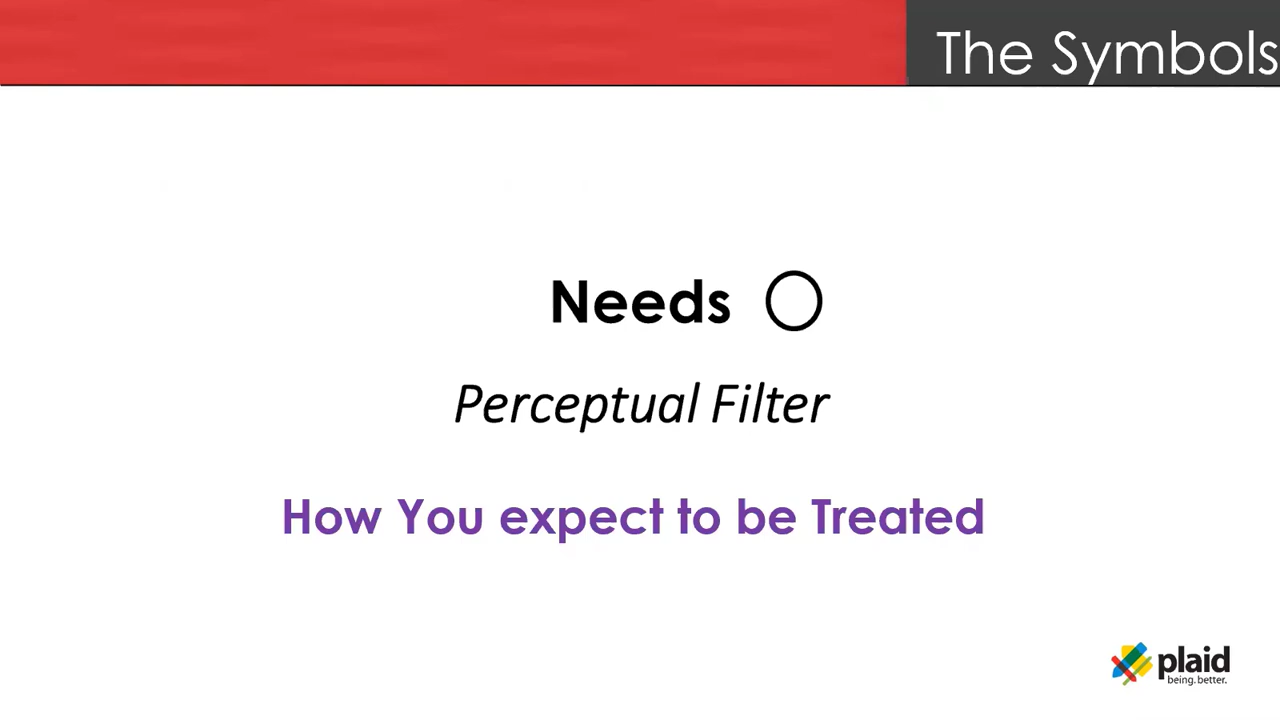 The Symbols
Needs
Perceptual Filter
How You expect to be Treated
plaid
being.better.